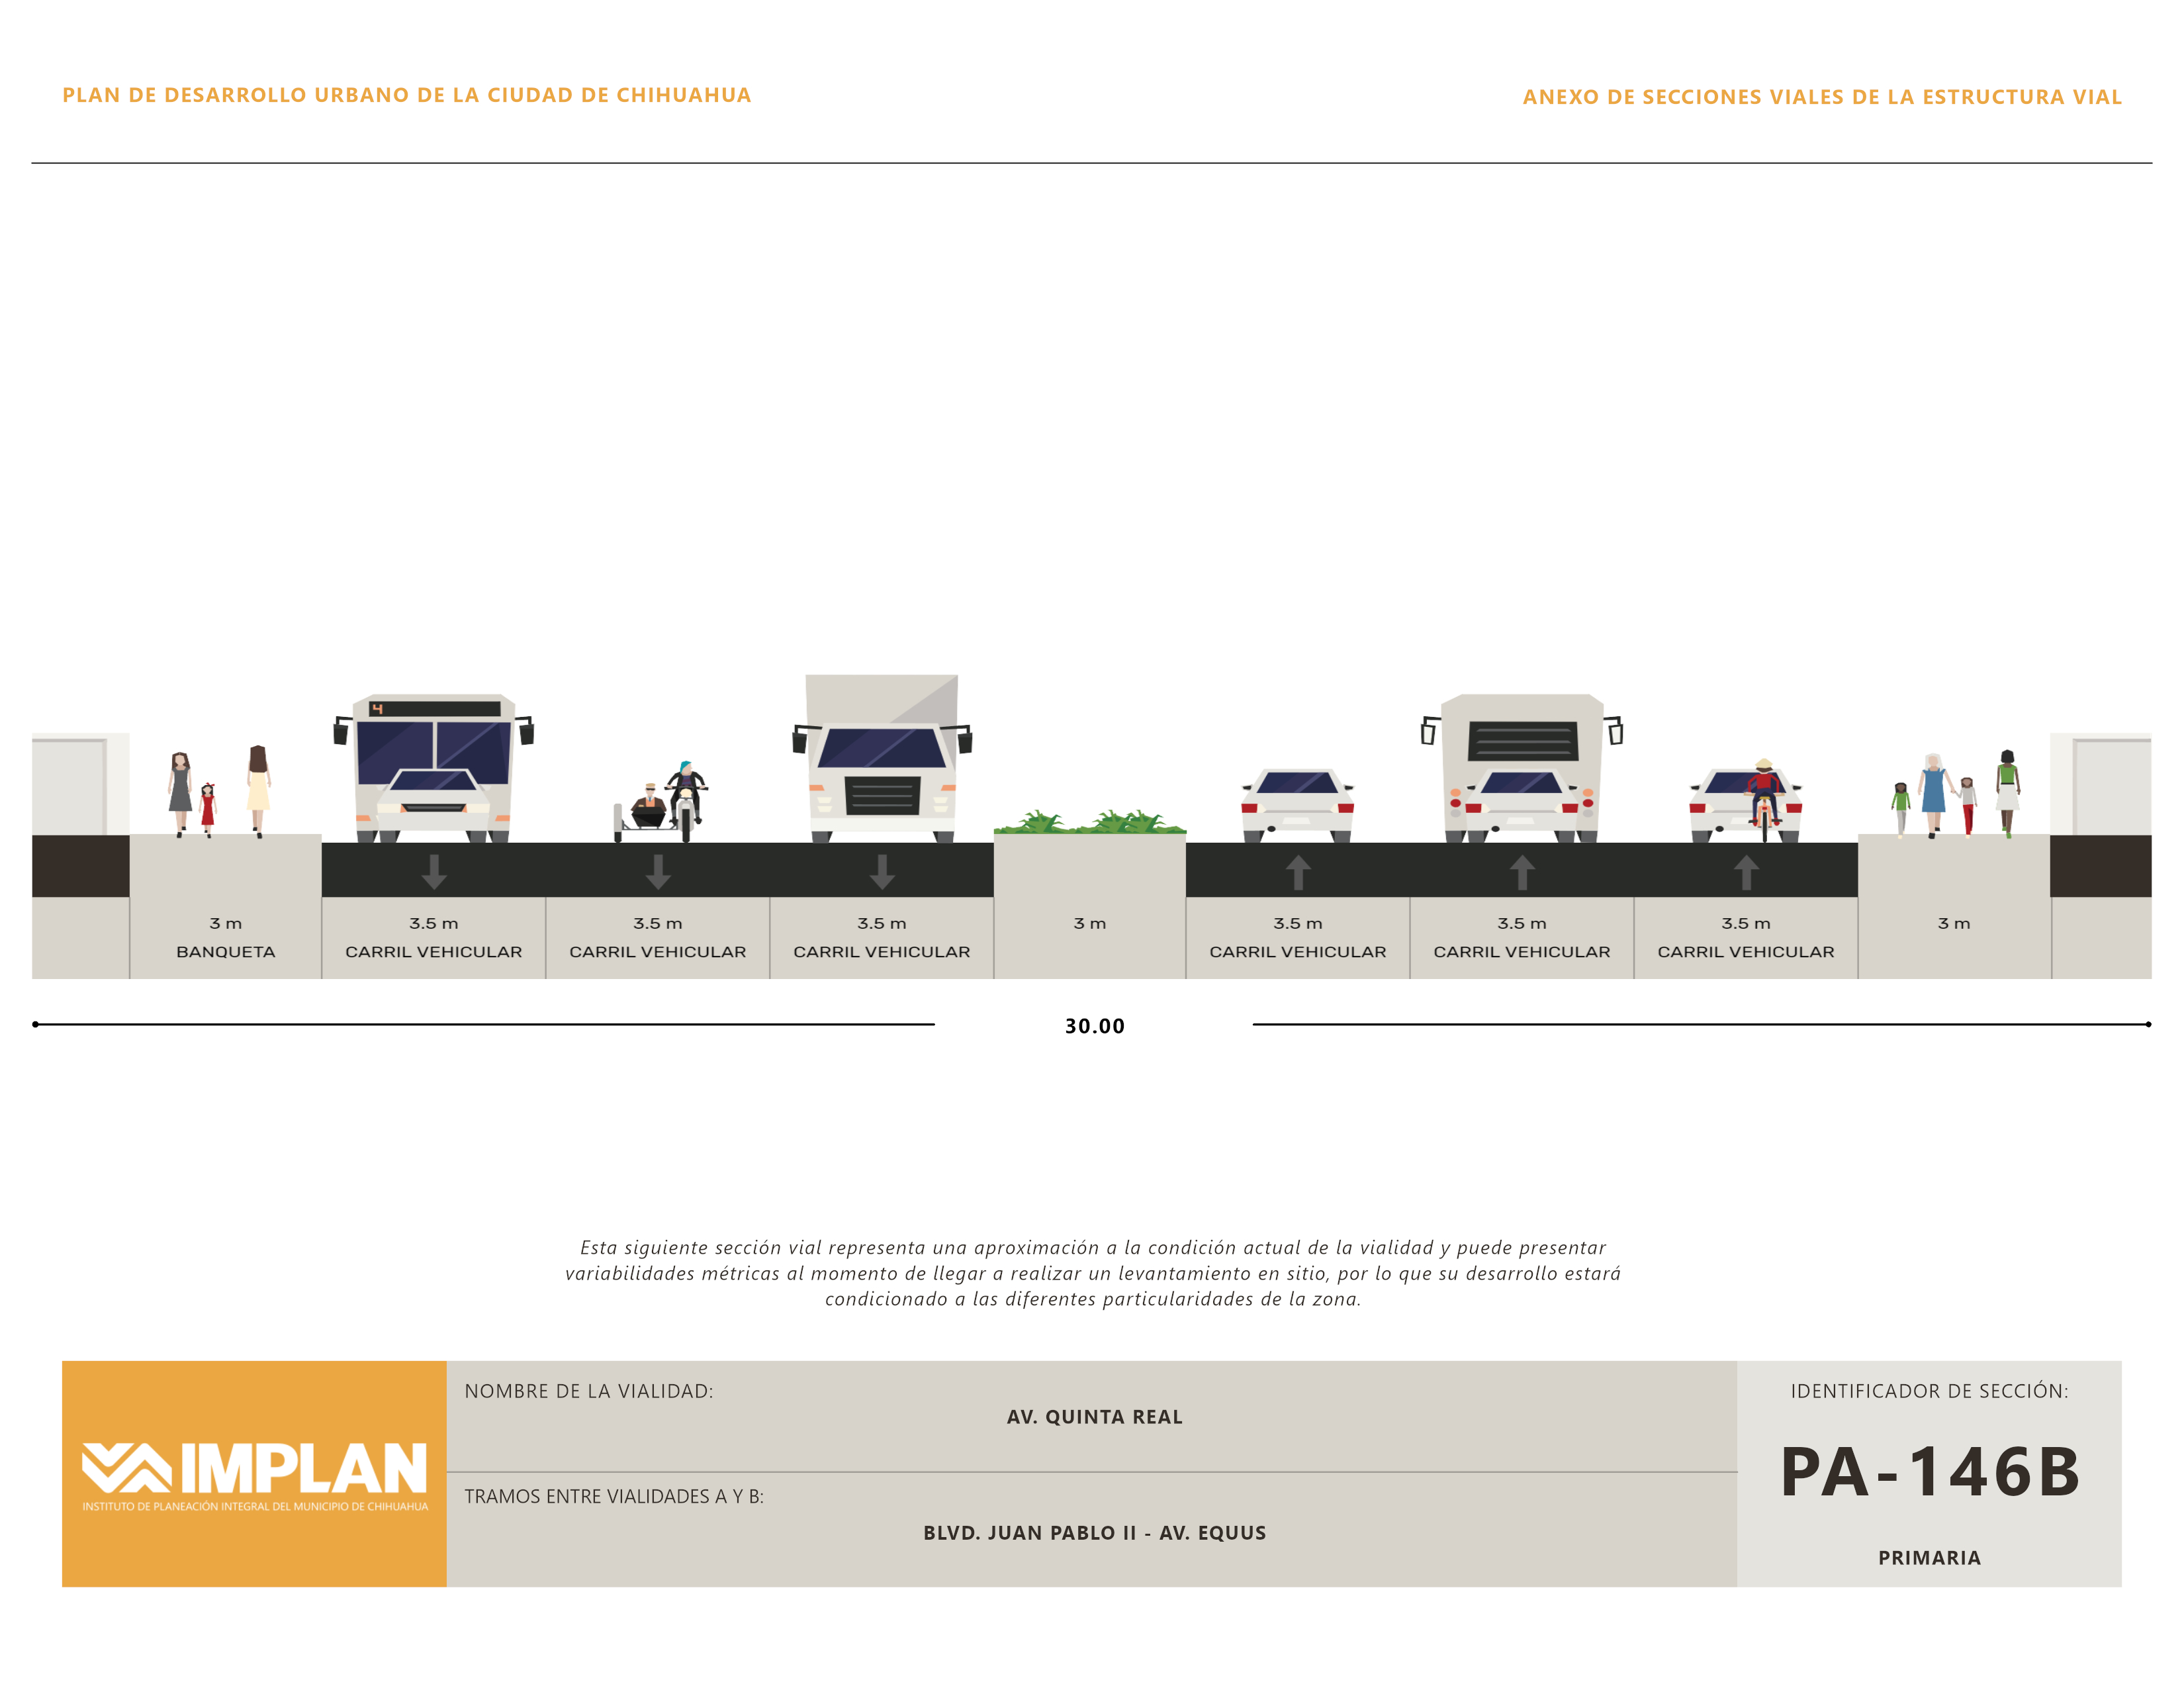 PLAN DE DESARROLLO URBANO DE LA CIUDAD DE CHIHUAHUA
ANEXO DE SECCIONES VIALES DE LA ESTRUCTURA VIAL
4
3 m
BANQUETA
3.5 m
CARRIL VEHICULAR
3.5 m
CARRIL VEHICULAR
3.5 m
CARRIL VEHICULAR
3 m
3.5 m
CARRIL VEHICULAR
3.5 m
CARRIL VEHICULAR
3.5 m
CARRIL VEHICULAR
3 m
30.00
Esta siguiente sección vial representa una aproximación a la condición actual de la vialidad y puede presentar
variabilidades métricas al momento de llegar a realizar un levantamiento en sitio, por lo que su desarrollo estará
condicionado a las diferentes particularidades de la zona.
IMPLAN
INSTITUTO DE PLANEACIÓN INTEGRAL DEL MUNICIPIO DE CHIHUAHUA
NOMBRE DE LA VIALIDAD:
AV. QUINTA REAL
TRAMOS ENTRE VIALIDADES A Y B:
BLVD. JUAN PABLO II - AV. EQUUS
IDENTIFICADOR DE SECCIÓN:
PA-146B
PRIMARIA